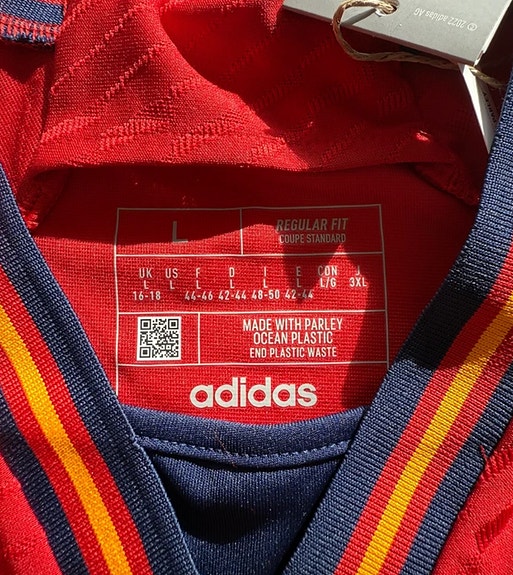 © 2022 adidas AG
L
REGULAR FIT
COUPE STANDARD
UK US F D I E CON J
L L L L L L L/G 3XL
16-18 44-46 42-44 48-50 42-44
MADE WITH PARLEY
OCEAN PLASTIC
END PLASTIC WASTE
adidas